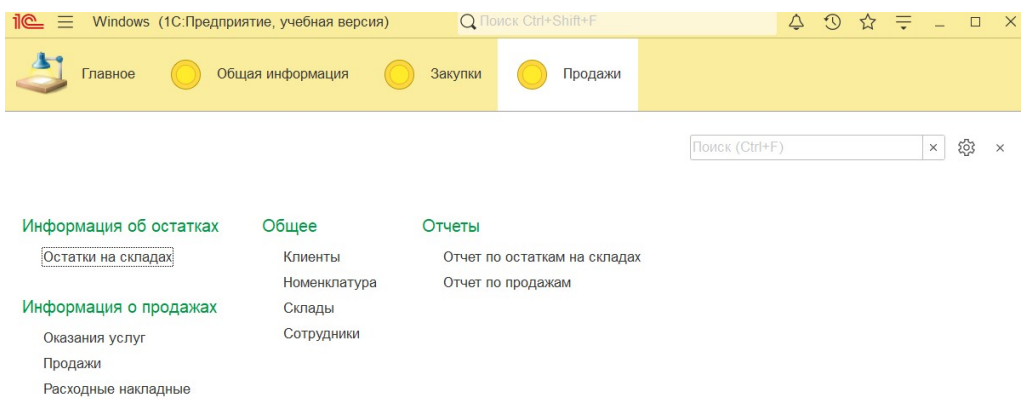 1С Windows (1С:Предприятие, учебная версия) Поиск Ctrl+Shift+F
Главное Общая информация Закупки Продажи
Поиск (Ctrl+F)
Информация об остатках
Остатки на складах
Информация о продажах
Оказания услуг
Продажи
Расходные накладные
Общее
Клиенты
Номенклатура
Склады
Сотрудники
Отчеты
Отчет по остаткам на складах
Отчет по продажам